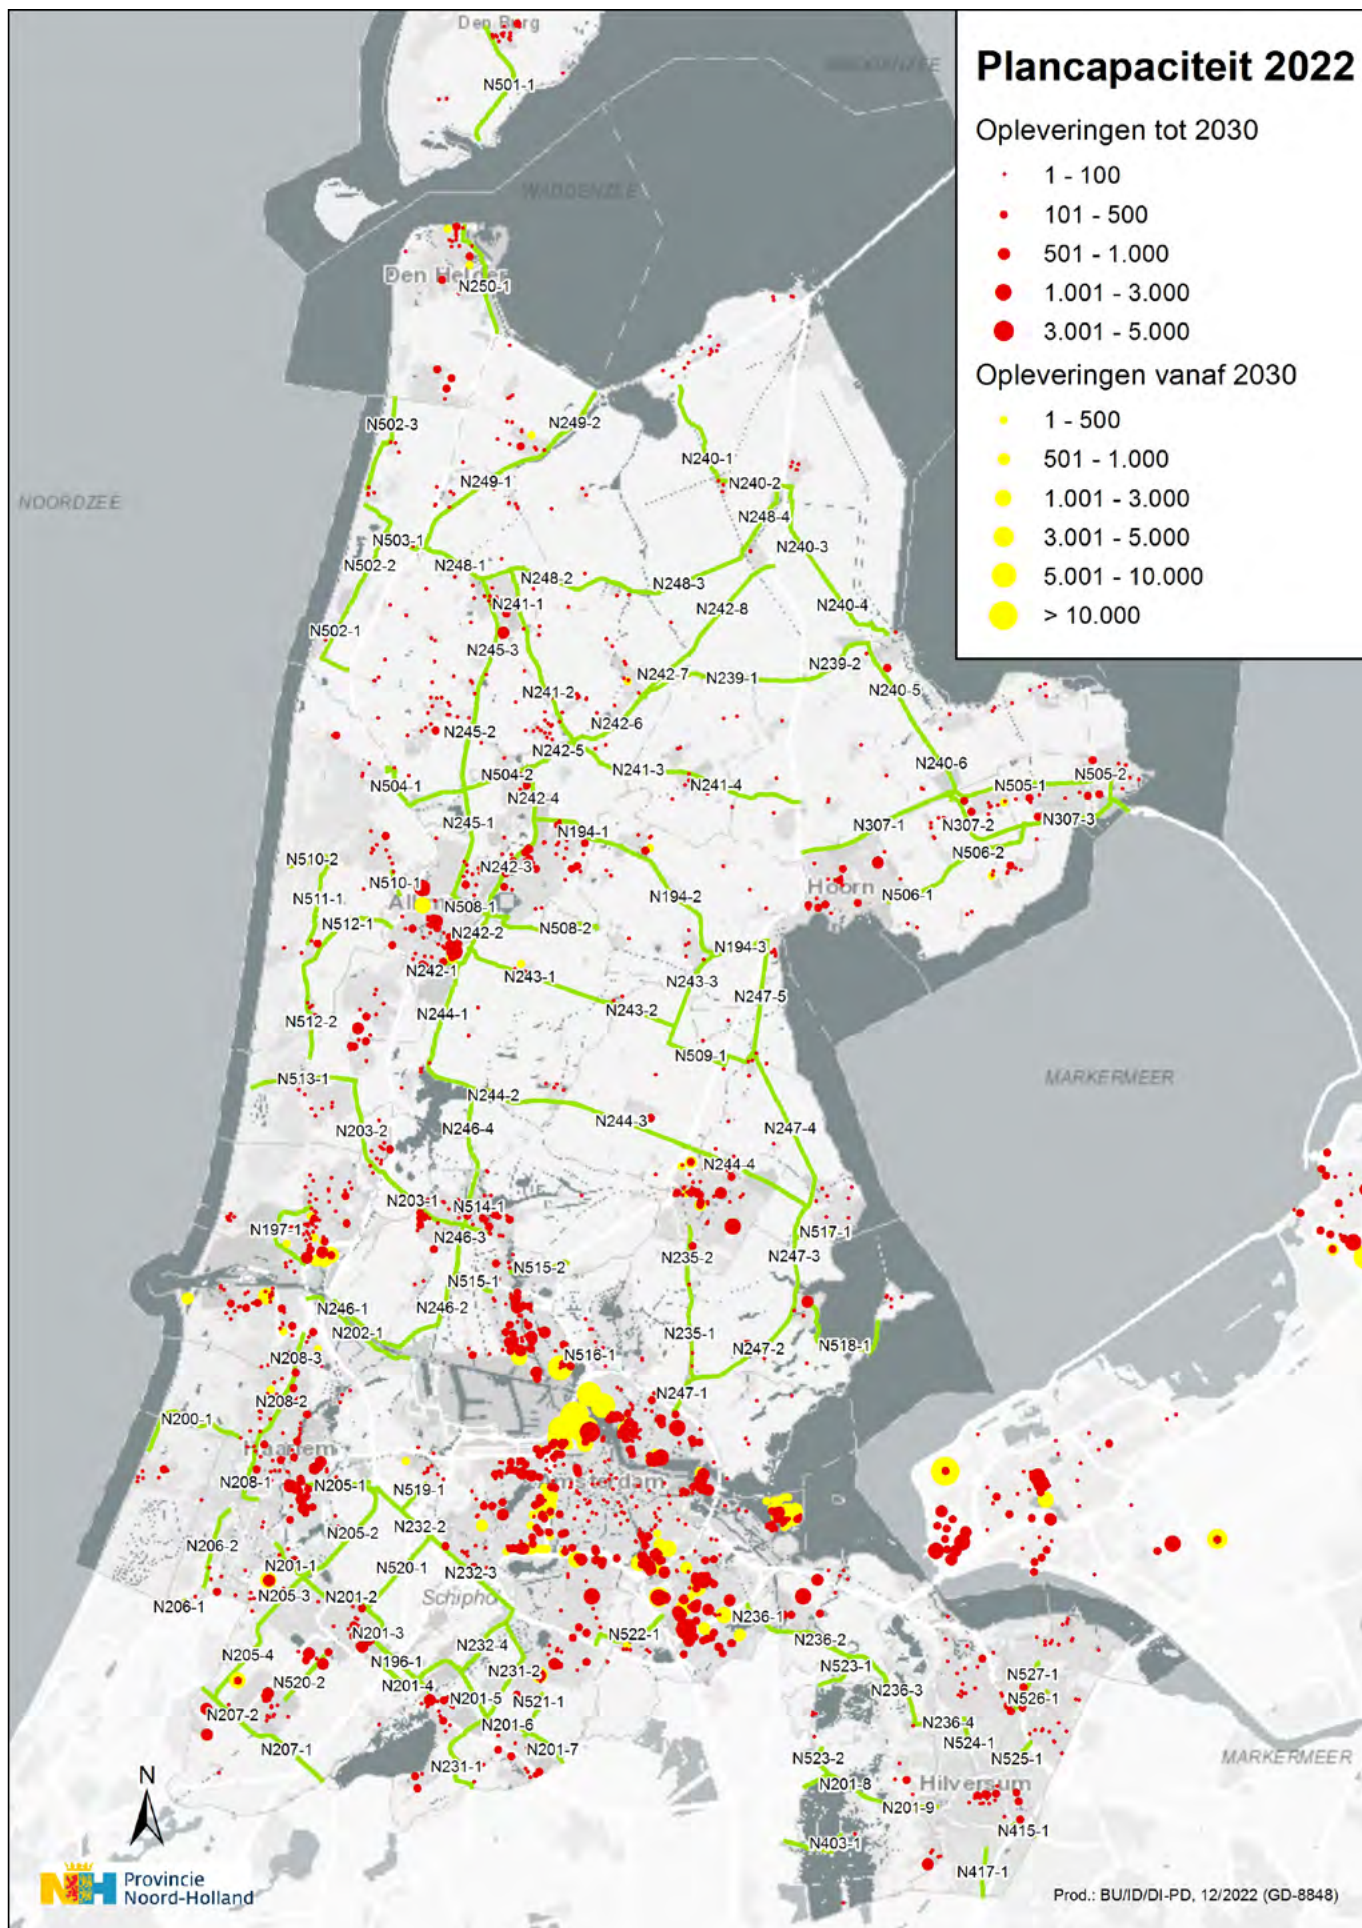 Plancapaciteit 2022
Opleveringen tot 2030
1 - 100
101 - 500
501 - 1.000
1.001 - 3.000
3.001 - 5.000
Opleveringen vanaf 2030
1 - 500
501 - 1.000
1.001 - 3.000
3.001 - 5.000
5.001 - 10.000
> 10.000
Den Burg
N501-1
WADDENZEE
WADDENZEE
Den Helder
N250-1
N502-3
N249-2
N240-1
NOORDZEE
N249-1
N240-2
N248-4
N503-1
N240-3
N502-2
N248-1
N248-2
N248-3
N241-1
N242-8
N240-4
N502-1
N245-3
N239-2
N242-7
N239-1
N241-2
N240-5
N242-6
N245-2
N242-5
N240-6
N241-3
N504-2
N505-2
N504-1
N241-4
N505-1
N242-4
N245-1
N307-1
N307-2
N307-3
N194-1
N506-2
N510-2
N242-3
N510-1
Hoorn
N511-1
N508-1
N194-2
N506-1
N512-1
N242-2
N508-2
N194-3
N242-1
N243-1
N243-3
N247-5
N244-1
N243-2
N512-2
N509-1
N513-1
MARKERMEER
N244-2
N244-3
N203-2
N246-4
N247-4
N244-4
N203-1
N514-1
N197-1
N246-3
N517-1
N235-2
N247-3
N515-2
N515-1
N246-1
N246-2
N202-1
N235-1
N518-1
N208-3
N516-1
N247-2
N208-2
N247-1
N200-1
Haarlem
N208-1
N205-1
Amsterdam
N519-1
N205-2
N232-2
N206-2
N201-1
N520-1
N232-3
N205-3
N201-2
Schiphol
N206-1
N236-1
N201-3
N522-1
N236-2
N205-4
N232-4
N196-1
N231-2
N523-1
N527-1
N520-2
N201-4
N236-3
N201-5
N521-1
N526-1
N207-2
N201-6
N236-4
N524-1
N207-1
N201-7
N525-1
N231-1
N523-2
MARKERMEER
N201-8
Hilversum
N201-9
N415-1
N403-1
N417-1
N
NH
Provincie
Noord-Holland
Prod.: BU/ID/DI-PD, 12/2022 (GD-8848)